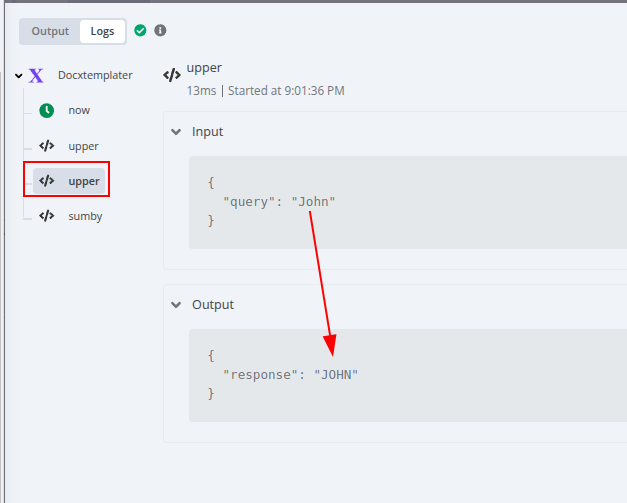 Output Logs
Docxtemplater
now
upper
upper
sumby
upper
13ms | Started at 9:01:36 PM
Input
{
"query": "John"
}
Output
{
"response": "JOHN"
}